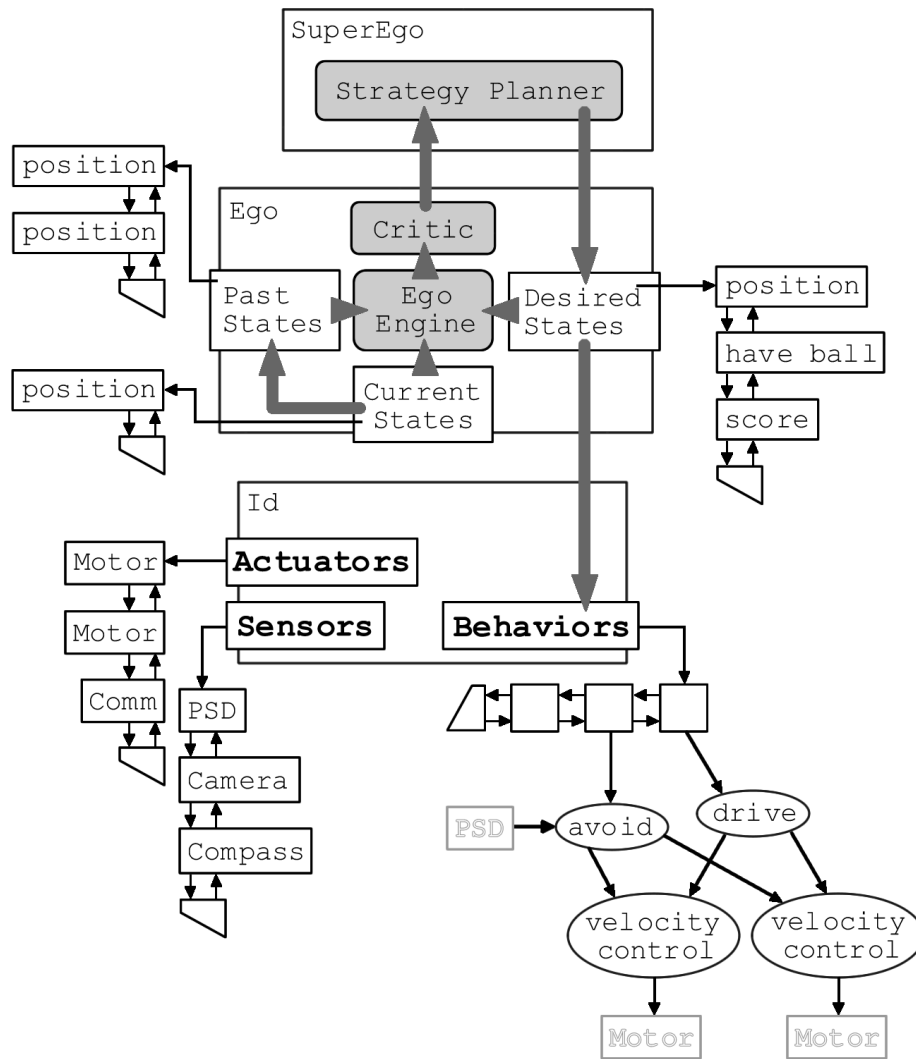 SuperEgo
Strategy Planner
position
position
Ego
Critic
Past
States
Ego
Engine
Desired
States
position
have ball
score
position
Current
States
Id
Actuators
Motor
Sensors
Behaviors
Motor
Comm
PSD
Camera
Compass
PSD
avoid
drive
velocity
control
velocity
control
Motor
Motor